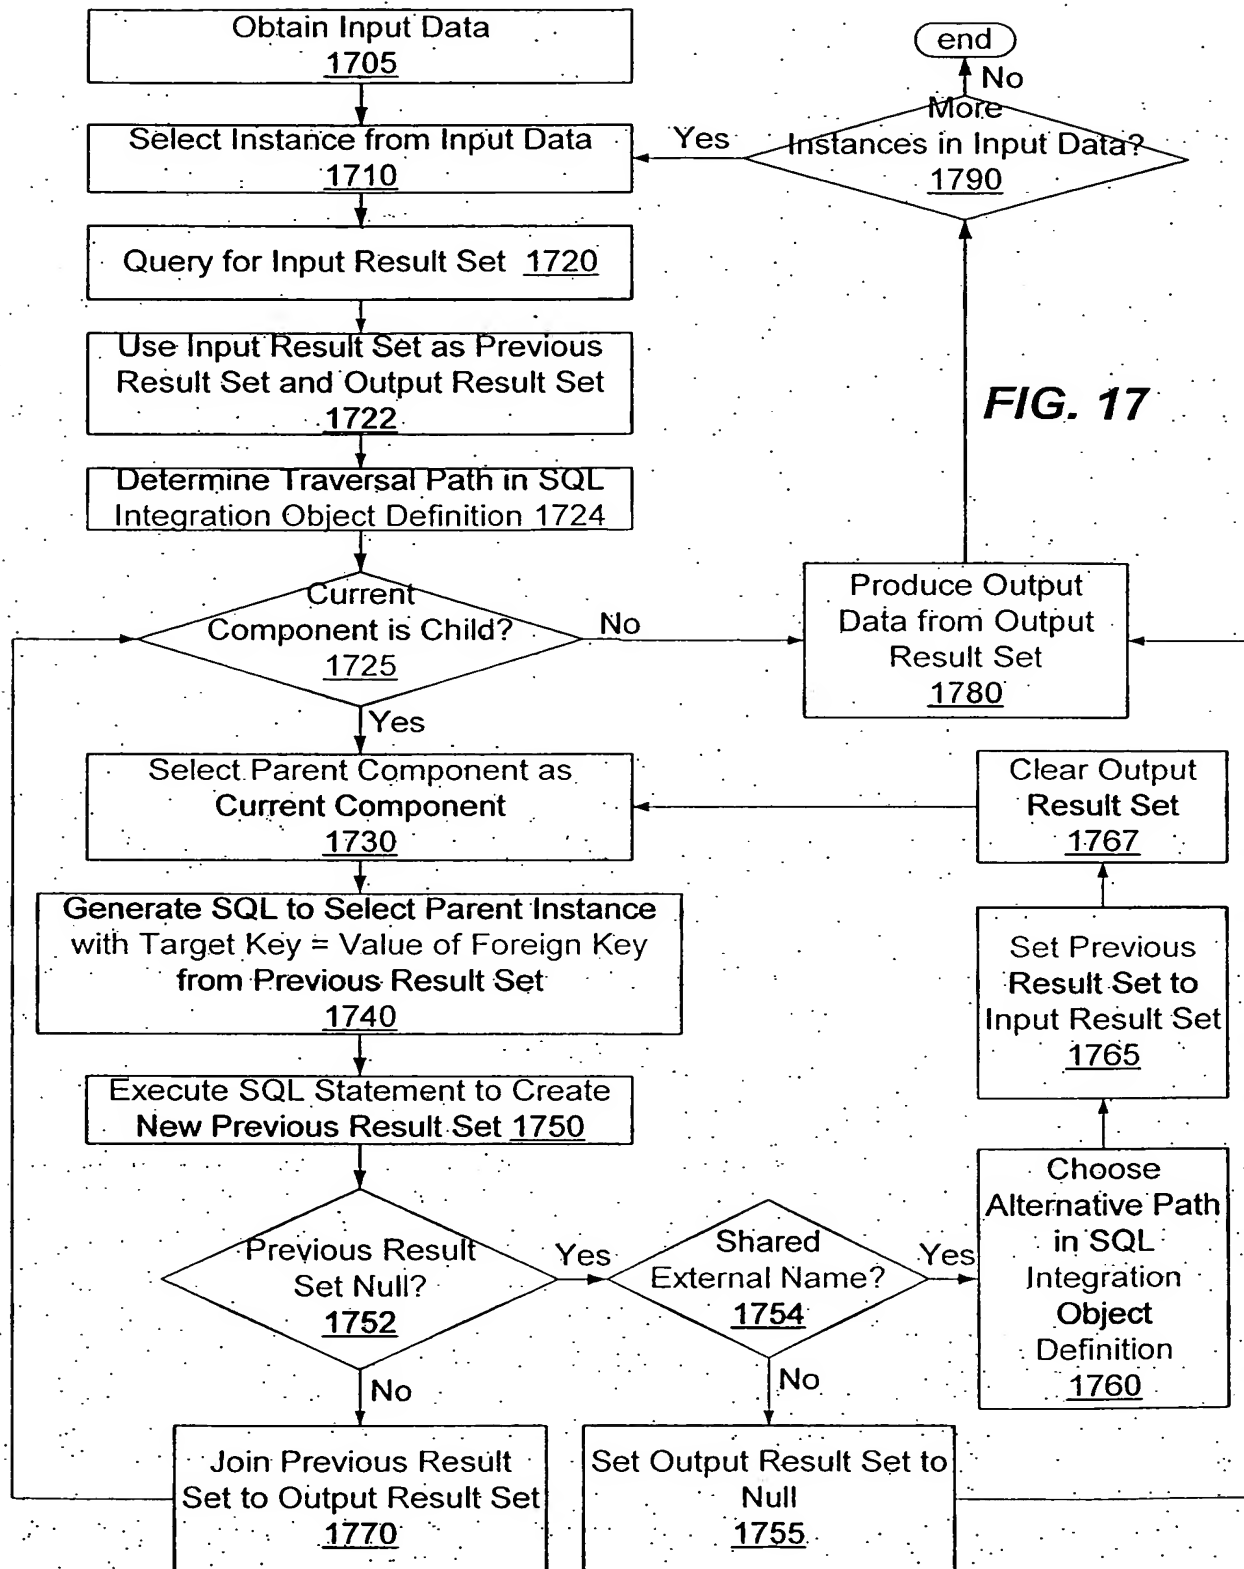 Obtain Input Data
1705
end
No
Select Instance from Input Data
1710
Yes
More
Instances in Input Data?
1790
Query for Input Result Set 1720
Use Input Result Set as Previous
Result Set and Output Result Set
1722
FIG. 17
Determine Traversal Path in SQL
Integration Object Definition 1724
Current
Component is Child?
1725
No
Produce Output
Data from Output
Result Set
1780
Yes
Select Parent Component as
Current Component
1730
Clear Output
Result Set
1767
Generate SQL to Select Parent Instance
with Target Key = Value of Foreign Key
from Previous Result Set
1740
Set Previous
Result Set to
Input Result Set
1765
Execute SQL Statement to Create
New Previous Result Set 1750
Previous Result
Set Null?
1752
Yes
Shared
External Name?
1754
Yes
Choose
Alternative Path
in SQL
Integration
Object
Definition
1760
No
No
Join Previous Result
Set to Output Result Set
1770
Set Output Result Set to
Null
1755